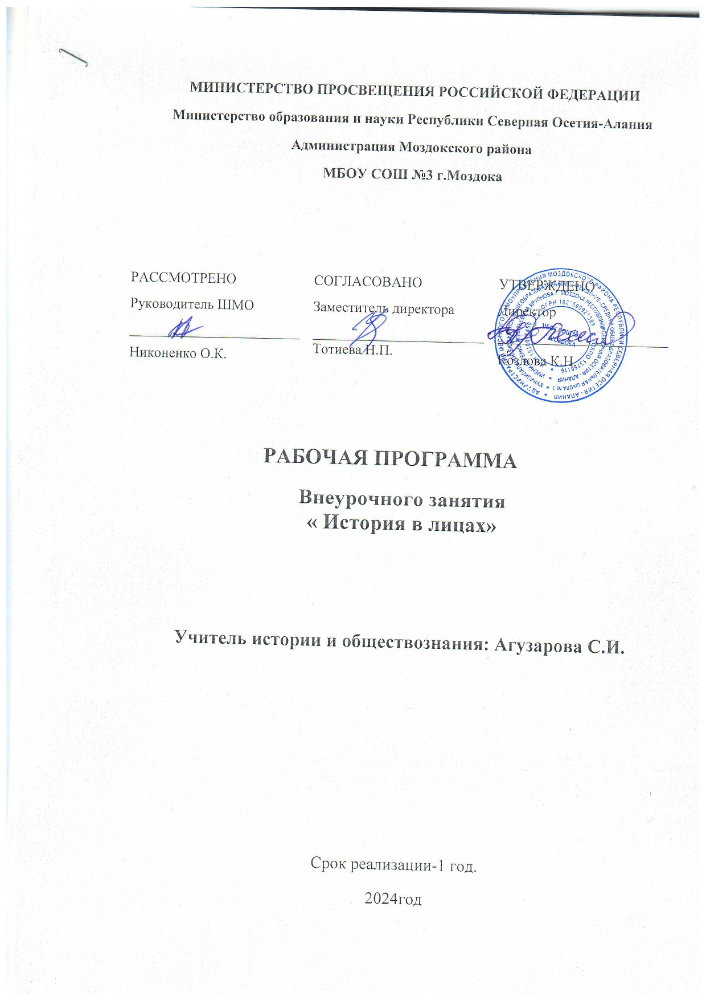 МИНИСТЕРСТВО ПРОСВЕЩЕНИЯ РОССИЙСКОЙ ФЕДЕРАЦИИ
Министерство образования и науки Республики Северная Осетия-Алания
Администрация Моздокского района
МБОУ СОШ №3 г.Моздока
РАССМОТРЕНО
Руководитель ШМО
Никоненко О.К.
СОГЛАСОВАНО
Заместитель директора
Тотиева Н.П.
УТВЕРЖДЕНО
Директор
Козлова К.Н.
РАБОЧАЯ ПРОГРАММА
Внеурочного занятия
« История в лицах»
Учитель истории и обществознания: Агузарова С.И.
Срок реализации-1 год.
2024год